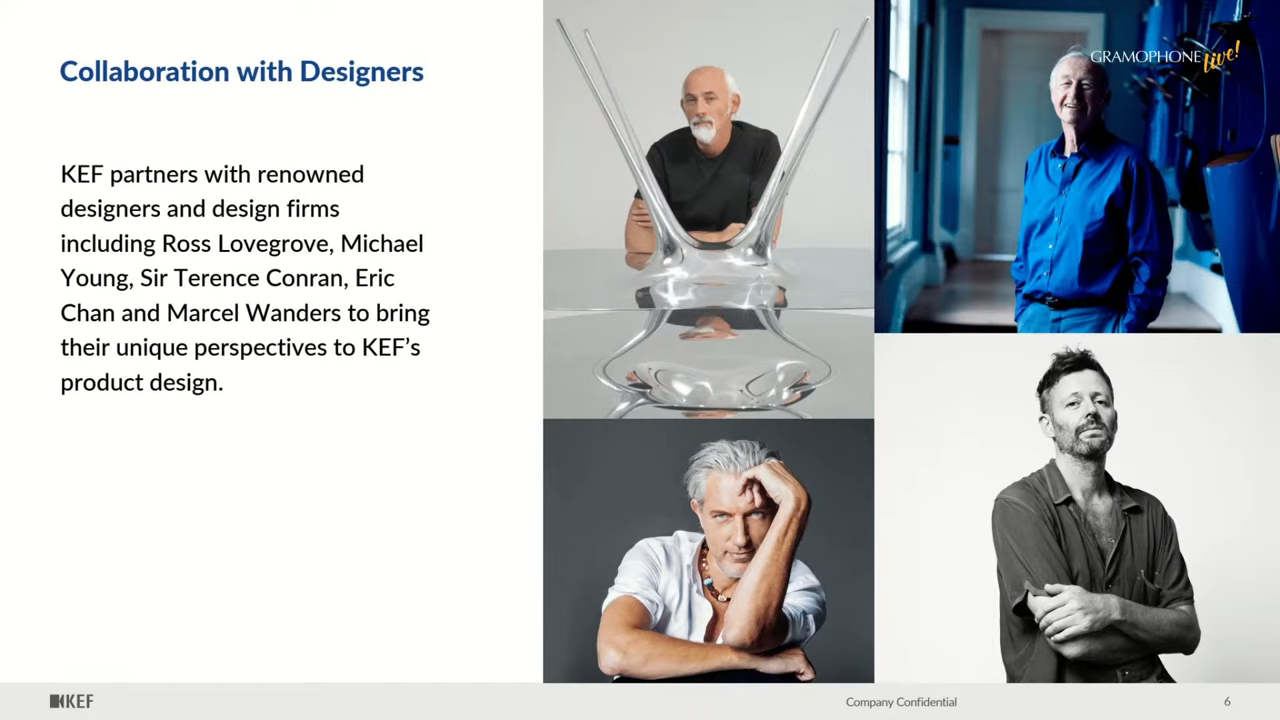 Collaboration with Designers
KEF partners with renowned
designers and design firms
including Ross Lovegrove, Michael
Young, Sir Terence Conran, Eric
Chan and Marcel Wanders to bring
their unique perspectives to KEF’s
product design.
GRAMOPHONE Live!
KEF
Company Confidential
6